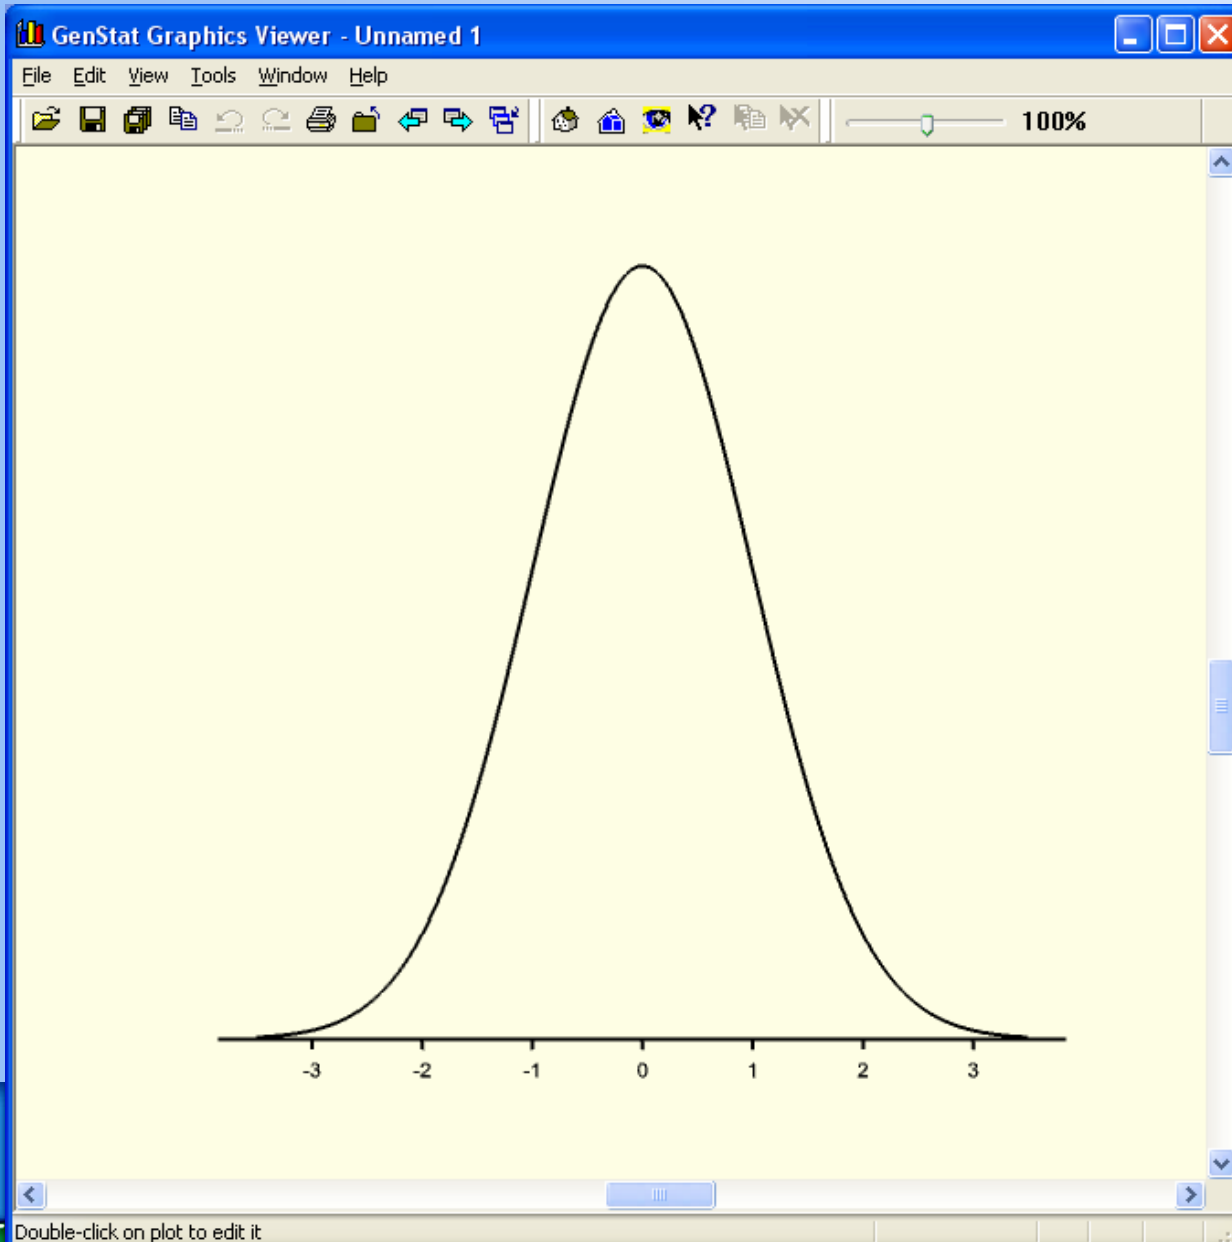 GenStat Graphics Viewer - Unnamed 1
File Edit View Tools Window Help
100%
-3 -2 -1 0 1 2 3
Double-click on plot to edit it